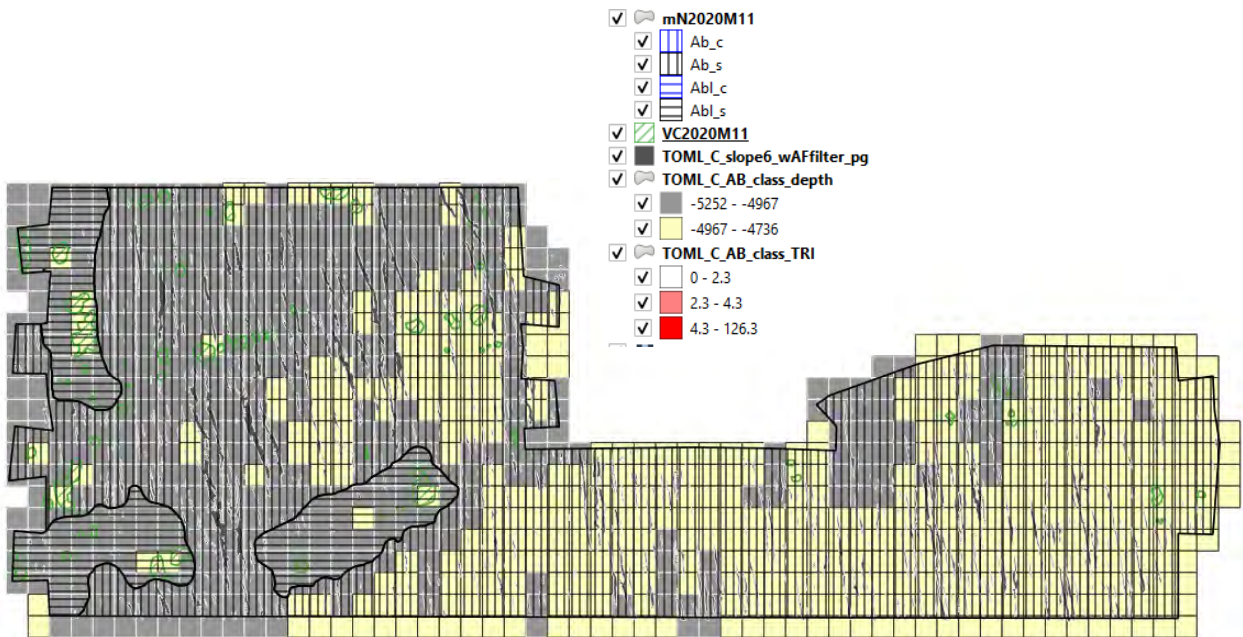 mN2020M11
Ab_c
Ab_s
Abl_c
Abl_s
VC2020M11
TOML_C_slope6_wAFfilter_pg
TOML_C_AB_class_depth
-5252 - -4967
-4967 - -4736
TOML_C_AB_class_TRI
0 - 2.3
2.3 - 4.3
4.3 - 126.3